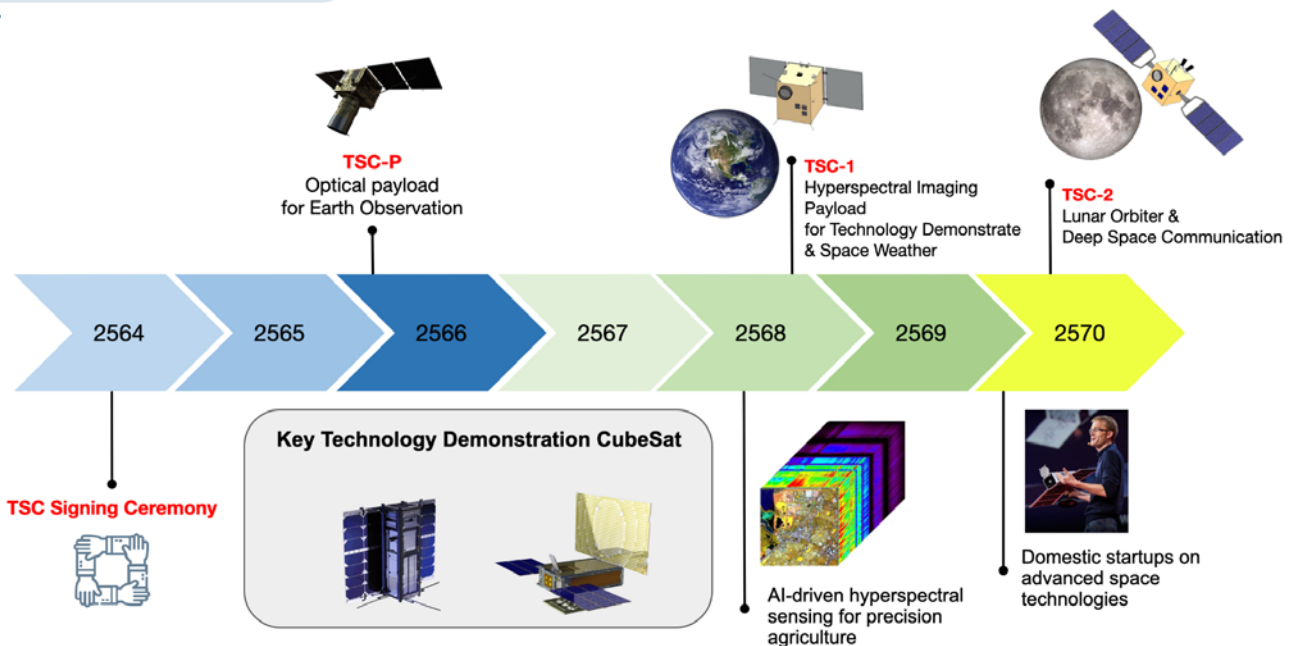 TSC-P
Optical payload
for Earth Observation
TSC-1
Hyperspectral Imaging
Payload
for Technology Demonstrate
& Space Weather
TSC-2
Lunar Orbiter &
Deep Space Communication
2564
2565
2566
2567
2568
2569
2570
TSC Signing Ceremony
Key Technology Demonstration CubeSat
AI-driven hyperspectral
sensing for precision
agriculture
Domestic startups on
advanced space
technologies